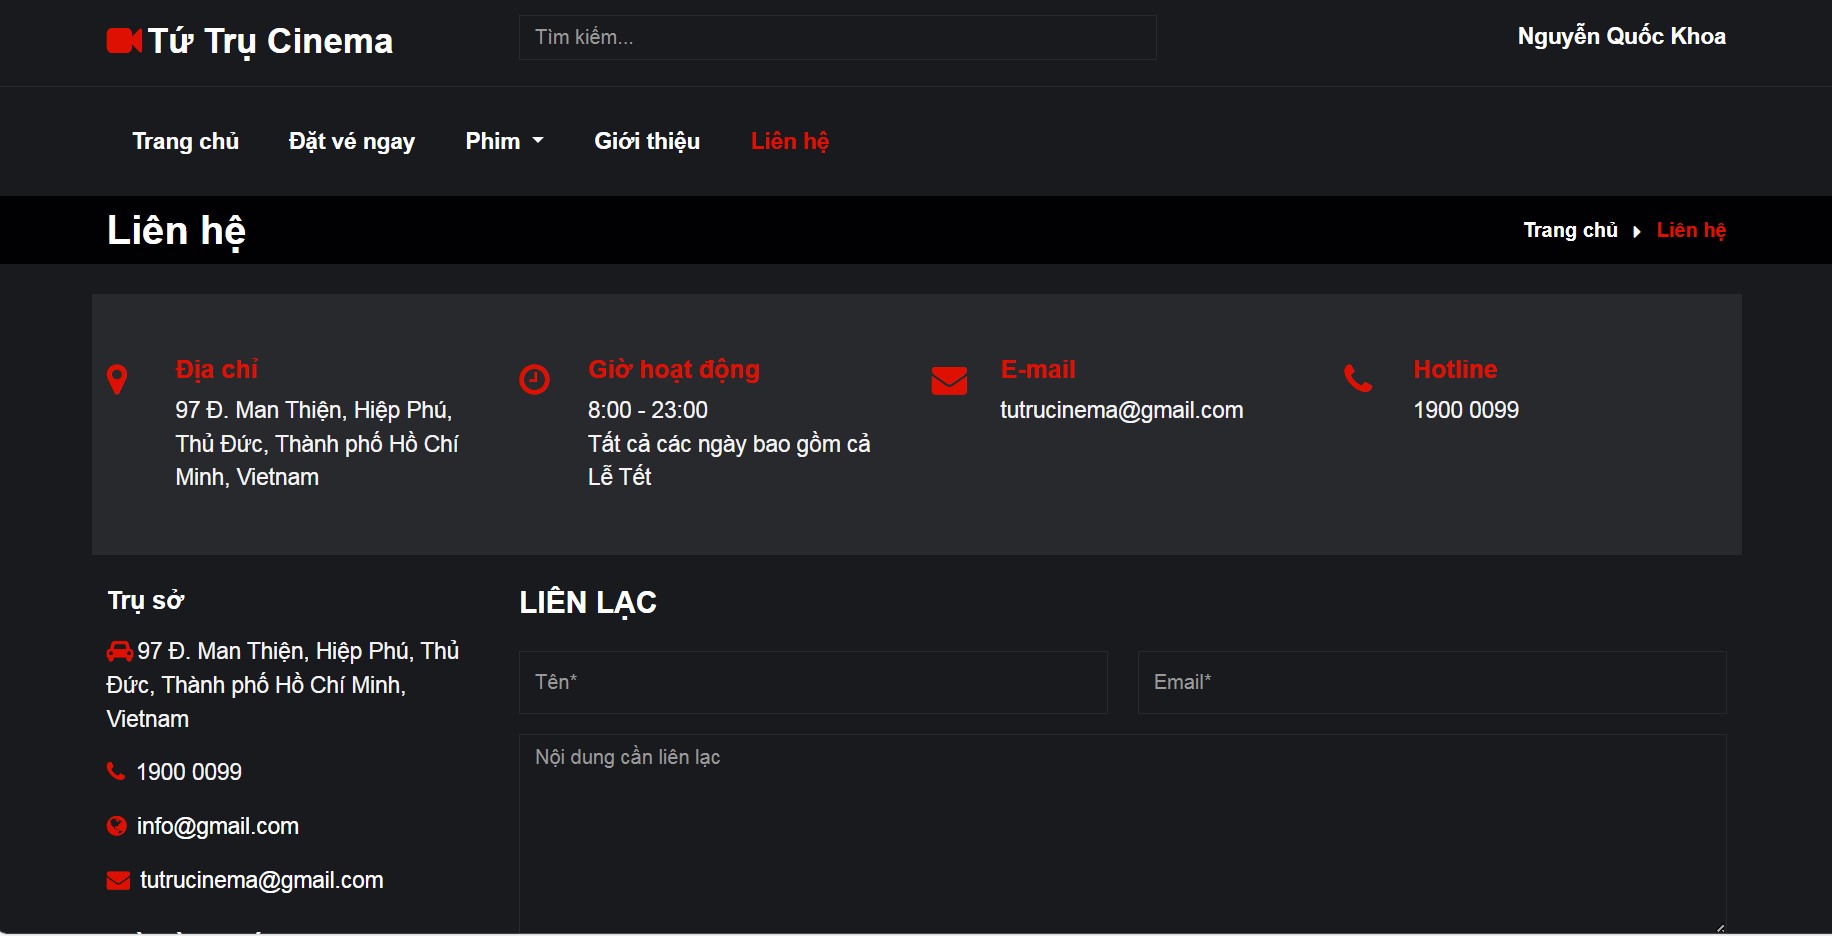 Tứ Trụ Cinema
Tìm kiếm...
Nguyễn Quốc Khoa
Trang chủ
Đặt vé ngay
Phim
Giới thiệu
Liên hệ
Liên hệ
Trang chủ
Liên hệ
Địa chỉ
97 Đ. Man Thiện, Hiệp Phú,
Thủ Đức, Thành phố Hồ Chí
Minh, Vietnam
Giờ hoạt động
8:00 - 23:00
Tất cả các ngày bao gồm cả
Lễ Tết
E-mail
tutrucinema@gmail.com
Hotline
1900 0099
Trụ sở
97 Đ. Man Thiện, Hiệp Phú, Thủ
Đức, Thành phố Hồ Chí Minh,
Vietnam
1900 0099
info@gmail.com
tutrucinema@gmail.com
LIÊN LẠC
Tên*
Email*
Nội dung cần liên lạc